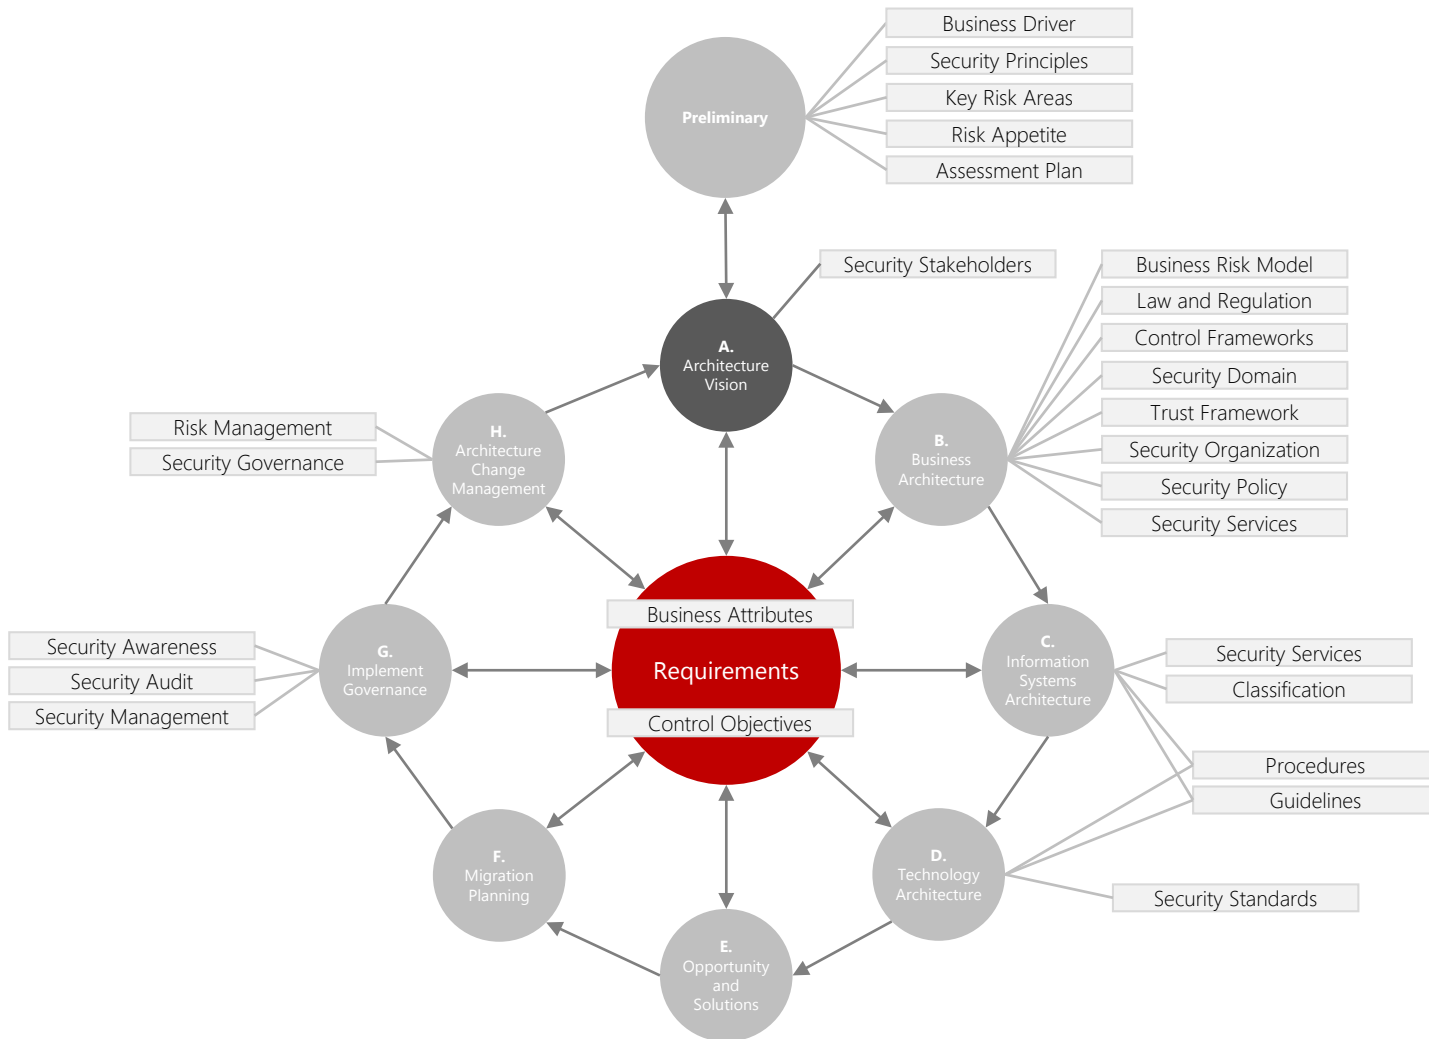 Business Driver
Security Principles
Key Risk Areas
Risk Appetite
Assessment Plan
Preliminary
Security Stakeholders
Business Risk Model
Law and Regulation
Control Frameworks
Security Domain
Trust Framework
Security Organization
Security Policy
Security Services
A.
Architecture
Vision
B.
Business
Architecture
H.
Architecture
Change
Management
Risk Management
Security Governance
Business Attributes
Requirements
Control Objectives
C.
Information
Systems
Architecture
Security Services
Classification
Procedures
Guidelines
G.
Implement
Governance
Security Awareness
Security Audit
Security Management
D.
Technology
Architecture
Security Standards
F.
Migration
Planning
E.
Opportunity
and
Solutions